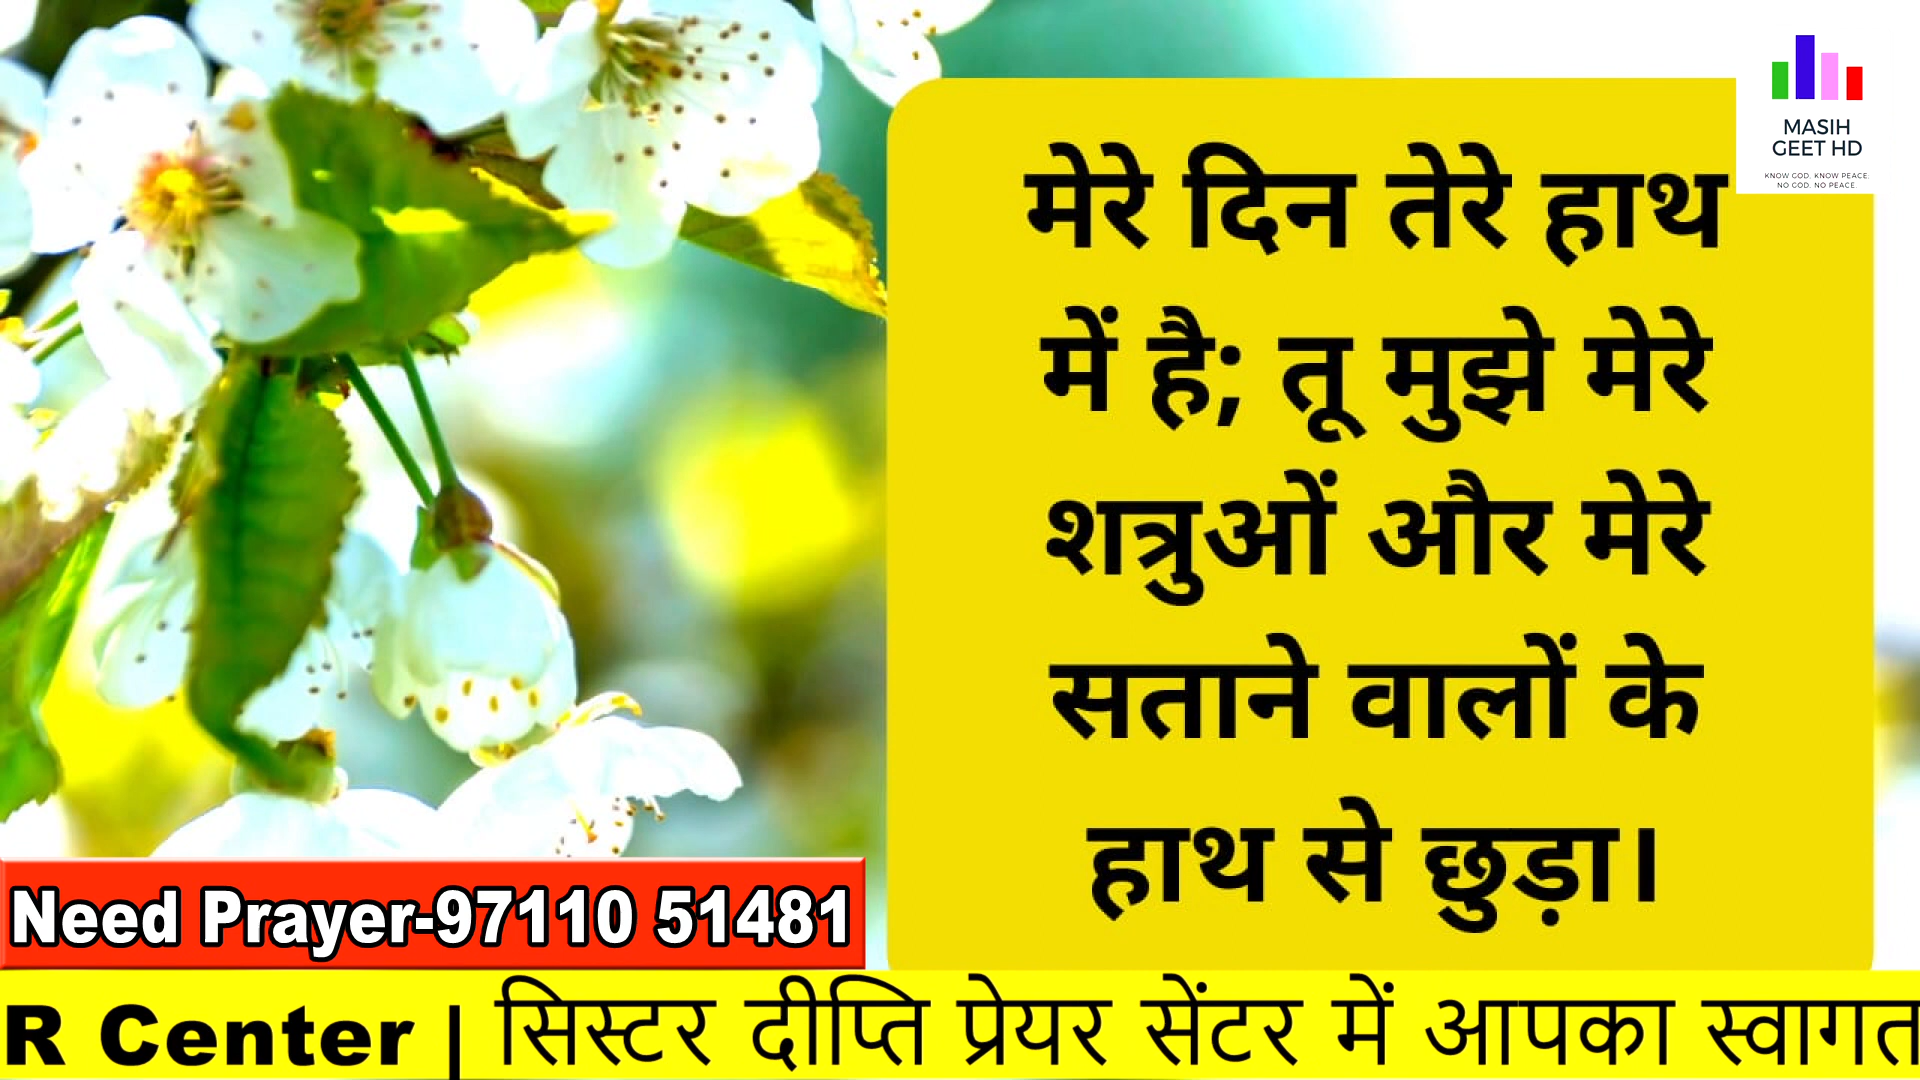 MASIH
GEET HD
KNOW GOD. KNOW PEACE.
NO GOD. NO PEACE.
मेरे दिन तेरे हाथ
में है; तू मुझे मेरे
शत्रुओं और मेरे
सताने वालों के
हाथ से छुड़ा।
Need Prayer-97110 51481
R Center | सिस्टर दीप्ति प्रेयर सेंटर में आपका स्वागत